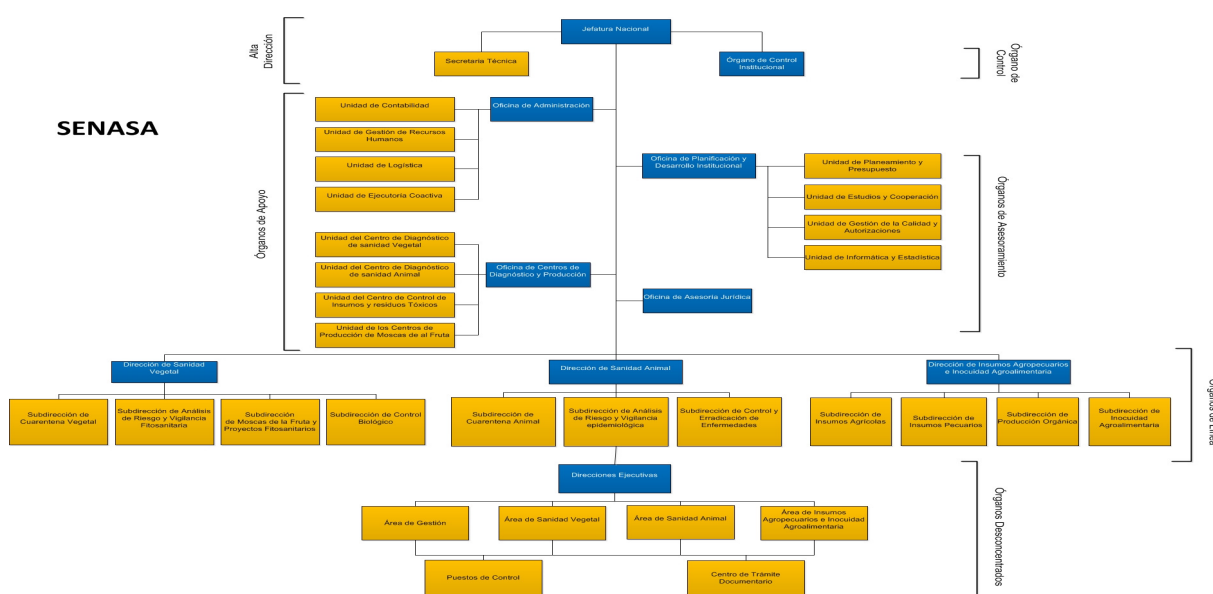 Jefatura Nacional
Alta
Dirección
Secretaría Técnica
Órgano de Control
Institucional
Órgano de
Control
SENASA
Órganos de Apoyo
Unidad de Contabilidad
Oficina de Administración
Unidad de Gestión de Recursos
Humanos
Unidad de Logística
Unidad de Ejecutoría Coactiva
Oficina de Planificación y
Desarrollo Institucional
Unidad de Planeamiento y
Presupuesto
Unidad de Estudios y Cooperación
Unidad de Gestión de la Calidad y
Autorizaciones
Unidad de Informática y Estadística
Órganos de Asesoramiento
Unidad del Centro de Diagnóstico
de sanidad Vegetal
Unidad del Centro de Diagnóstico
de sanidad Animal
Unidad del Centro de Control de
Insumos y residuos Tóxicos
Unidad de los Centros de
Producción de Moscas de al Fruta
Oficina de Centros de
Diagnóstico y Producción
Oficina de Asesoría Jurídica
Dirección de Sanidad
Vegetal
Dirección de Sanidad Animal
Dirección de Insumos Agropecuarios
e Inocuidad Agroalimentaria
Subdirección de
Cuarentena Vegetal
Subdirección de Análisis
de Riesgo y Vigilancia
Fitosanitaria
Subdirección
de Moscas de la Fruta y
Proyectos Fitosanitarios
Subdirección de Control
Biológico
Subdirección de
Cuarentena Animal
Subdirección de Análisis
de Riesgo y Vigilancia
epidemiológica
Subdirección de Control y
Erradicación de
Enfermedades
Subdirección de
Insumos Agrícolas
Subdirección de
Insumos Pecuarios
Subdirección de
Producción Orgánica
Subdirección de
Inocuidad
Agroalimentaria
Órganos de Línea
Direcciones Ejecutivas
Área de Gestión
Área de Sanidad Vegetal
Área de Sanidad Animal
Área de Insumos
Agropecuarios e Inocuidad
Agroalimentaria
Puestos de Control
Centro de Trámite
Documentario
Órganos Desconcentrados